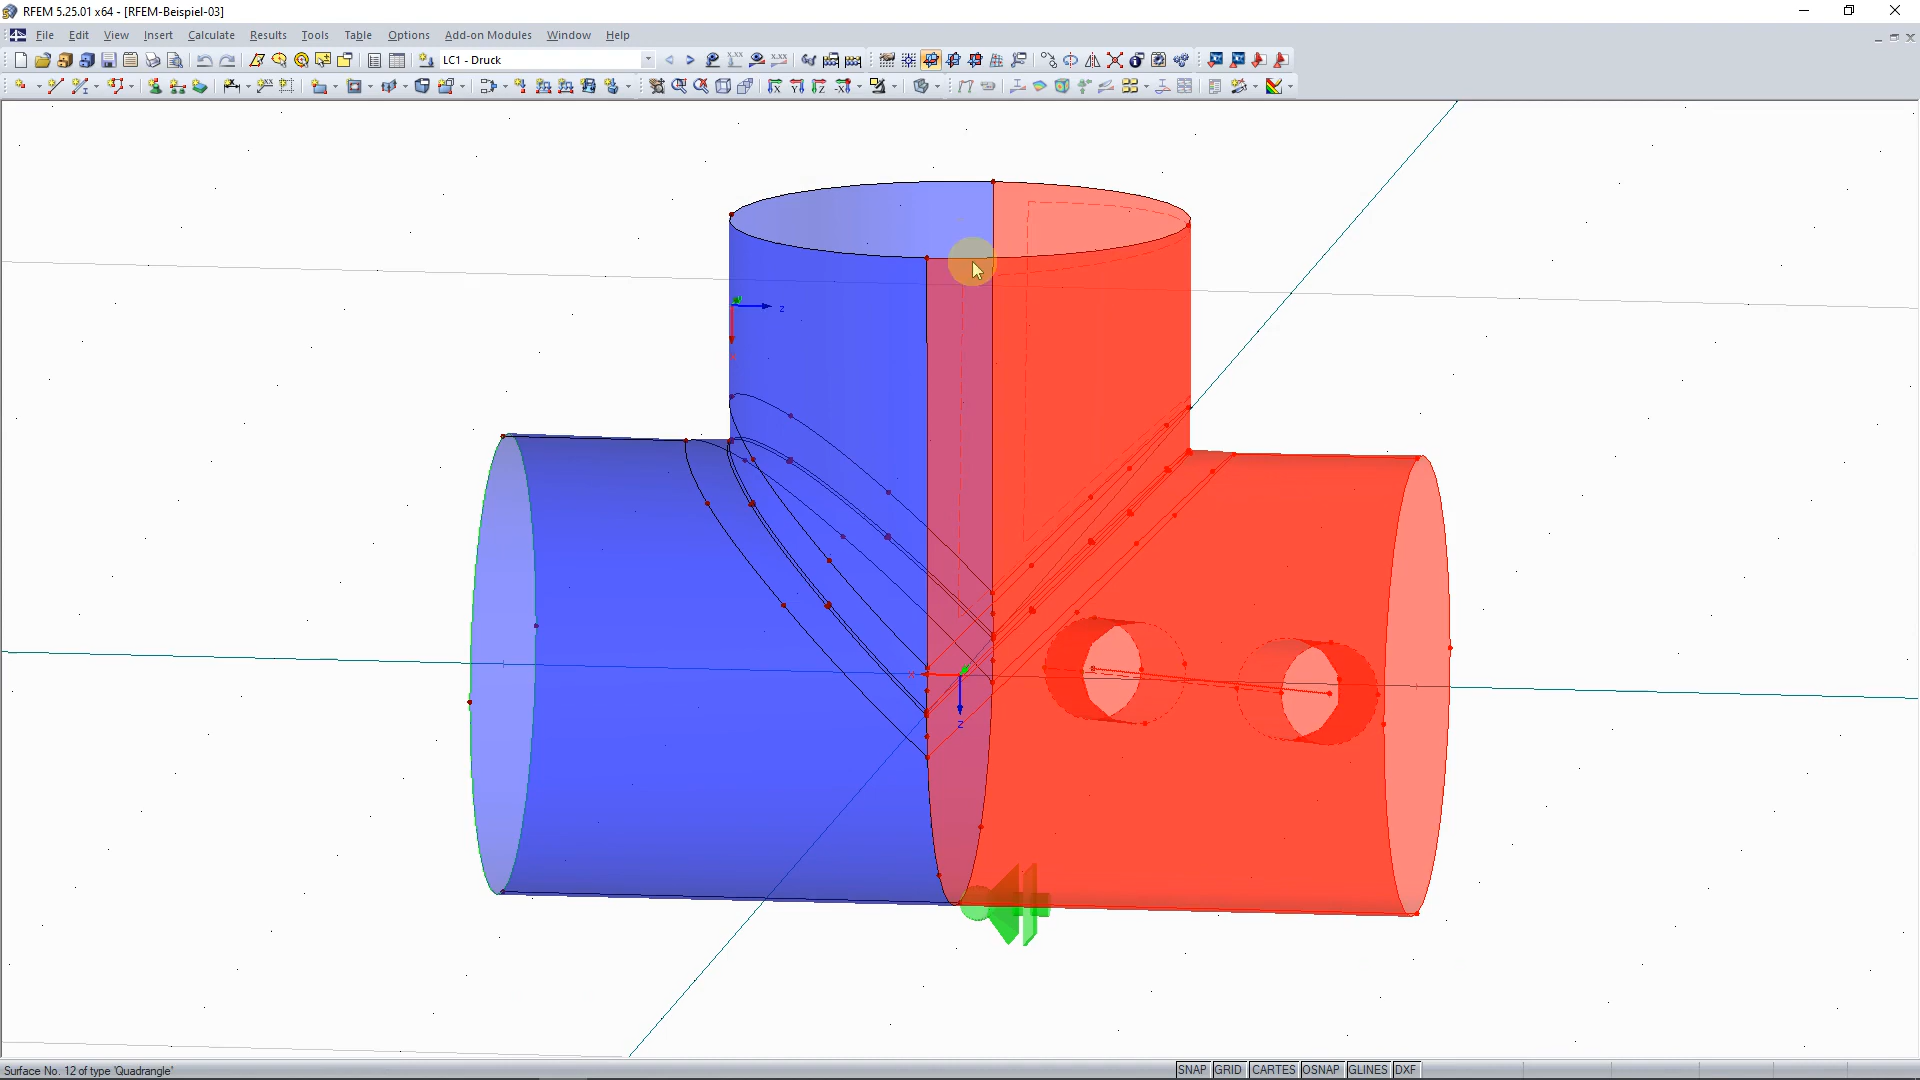 RFEM 5.25.01 x64 - [RFEM-Beispiel-03]
File Edit View Insert Calculate Results Tools Table Options Add-on Modules Window Help
LC1 - Druck
z
x
x
z
Surface No. 12 of type 'Quadrangle'
SNAP GRID CARTES OSNAP GLINES DXF